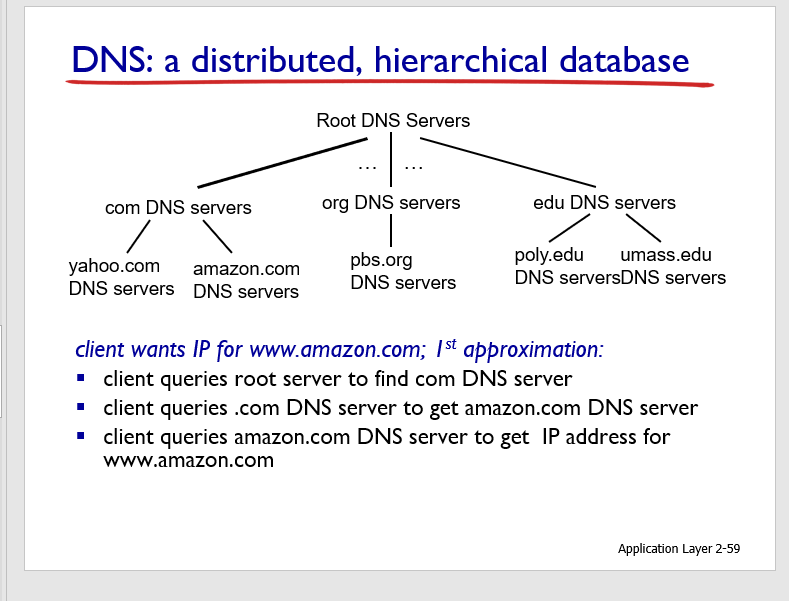 DNS: a distributed, hierarchical database
Root DNS Servers
… …
com DNS servers
org DNS servers
edu DNS servers
yahoo.com
DNS servers
amazon.com
DNS servers
pbs.org
DNS servers
poly.edu
DNS servers
umass.edu
DNS servers
client wants IP for www.amazon.com; 1st approximation:
▪ client queries root server to find com DNS server
▪ client queries .com DNS server to get amazon.com DNS server
▪ client queries amazon.com DNS server to get IP address for
www.amazon.com
Application Layer 2-59